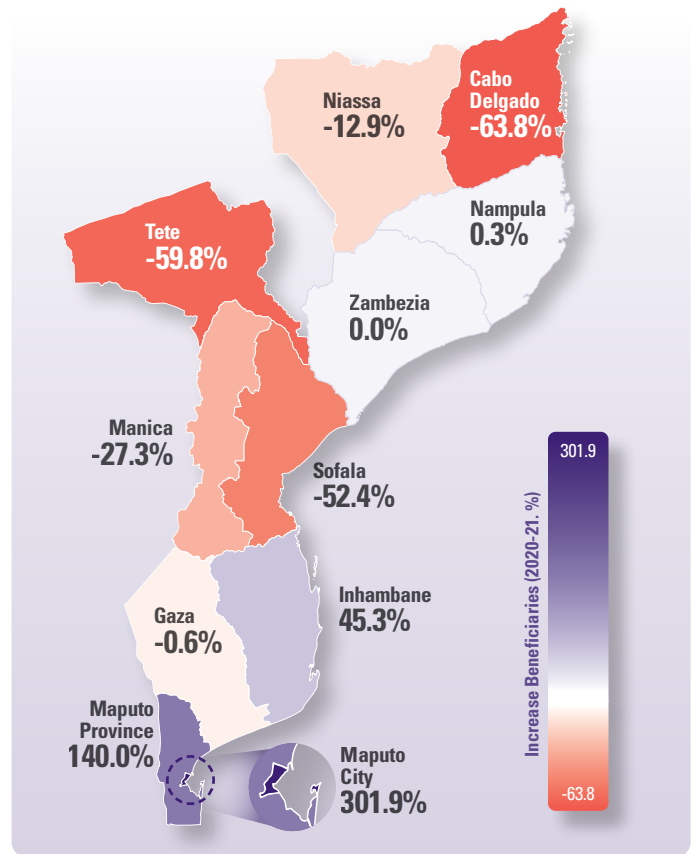 Cabo
Delgado
-63.8%
Niassa
-12.9%
Nampula
0.3%
Tete
-59.8%
Zambezia
0.0%
Manica
-27.3%
Sofala
-52.4%
Inhambane
45.3%
Gaza
-0.6%
Maputo
Province
140.0%
Maputo
City
301.9%
Increase Beneficiaries (2020-21. %)
301.9
-63.8